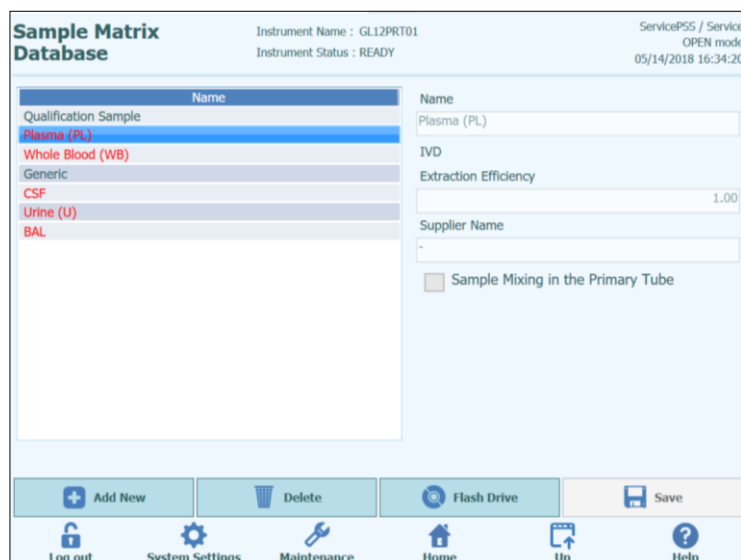 Sample Matrix
Database
Instrument Name : GL12PRT01
Instrument Status : READY
ServicePSS / Service
OPEN mode
05/14/2018 16:34:20
Name
Qualification Sample
Plasma (PL)
Whole Blood (WB)
Generic
CSF
Urine (U)
BAL
Name
Plasma (PL)
IVD
Extraction Efficiency
1.00
Supplier Name
-
Sample Mixing in the Primary Tube
Add New
Delete
Flash Drive
Save
Log out
System Settings
Maintenance
Home
Up
Help